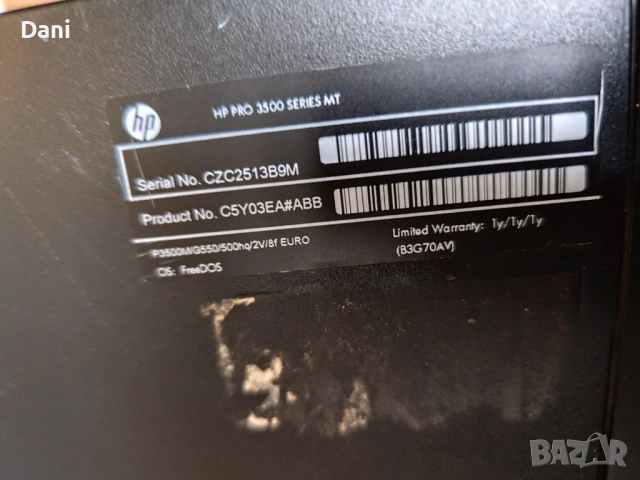 Dani
hp
HP PRO 3500 SERIES MT
Serial No. CZC2513B9M
Product No. C5Y03EA#ABB
P3500M/G550/500hq/2V/8f EURO
Limited Warranty: 1y/1y/1y
(B3G70AV)
OS: FreeDOS
BAZAR